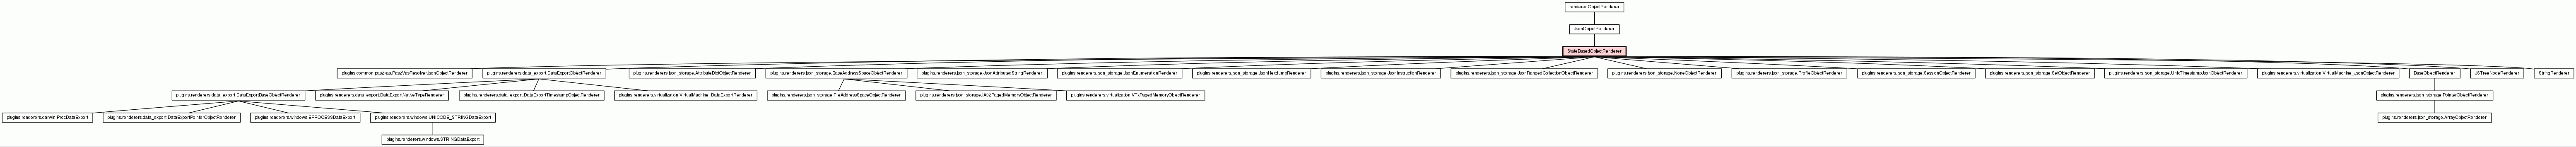 renderer.ObjectRenderer
JsonObjectRenderer
StateBasedObjectRenderer
plugins.common.pas2kas.Pas2VasResolverJsonObjectRenderer
plugins.renderers.data_export.DataExportObjectRenderer
plugins.renderers.json_storage.AttributeDictObjectRenderer
plugins.renderers.json_storage.BaseAddressSpaceObjectRenderer
plugins.renderers.json_storage.JsonAttributedStringRenderer
plugins.renderers.json_storage.JsonEnumerationRenderer
plugins.renderers.json_storage.JsonHexdumpRenderer
plugins.renderers.json_storage.JsonInstructionRenderer
plugins.renderers.json_storage.JsonRangedCollectionObjectRenderer
plugins.renderers.json_storage.NoneObjectRenderer
plugins.renderers.json_storage.ProfileObjectRenderer
plugins.renderers.json_storage.SessionObjectRenderer
plugins.renderers.json_storage.SetObjectRenderer
plugins.renderers.json_storage.UnixTimestampJsonObjectRenderer
plugins.renderers.virtualization.VirtualMachine_JsonObjectRenderer
BaseObjectRenderer
JSTreeNodeRenderer
StringRenderer
plugins.renderers.data_export.DataExportBaseObjectRenderer
plugins.renderers.data_export.DataExportNativeTypeRenderer
plugins.renderers.data_export.DataExportTimestampObjectRenderer
plugins.renderers.virtualization.VirtualMachine_DataExportRenderer
plugins.renderers.json_storage.FileAddressSpaceObjectRenderer
plugins.renderers.json_storage.IA32PagedMemoryObjectRenderer
plugins.renderers.virtualization.VTxPagedMemoryObjectRenderer
plugins.renderers.json_storage.PointerObjectRenderer
plugins.renderers.darwin.ProcDataExport
plugins.renderers.data_export.DataExportPointerObjectRenderer
plugins.renderers.windows.EPROCESSDataExport
plugins.renderers.windows.UNICODE_STRINGDataExport
plugins.renderers.json_storage.ArrayObjectRenderer
plugins.renderers.windows.STRINGDataExport